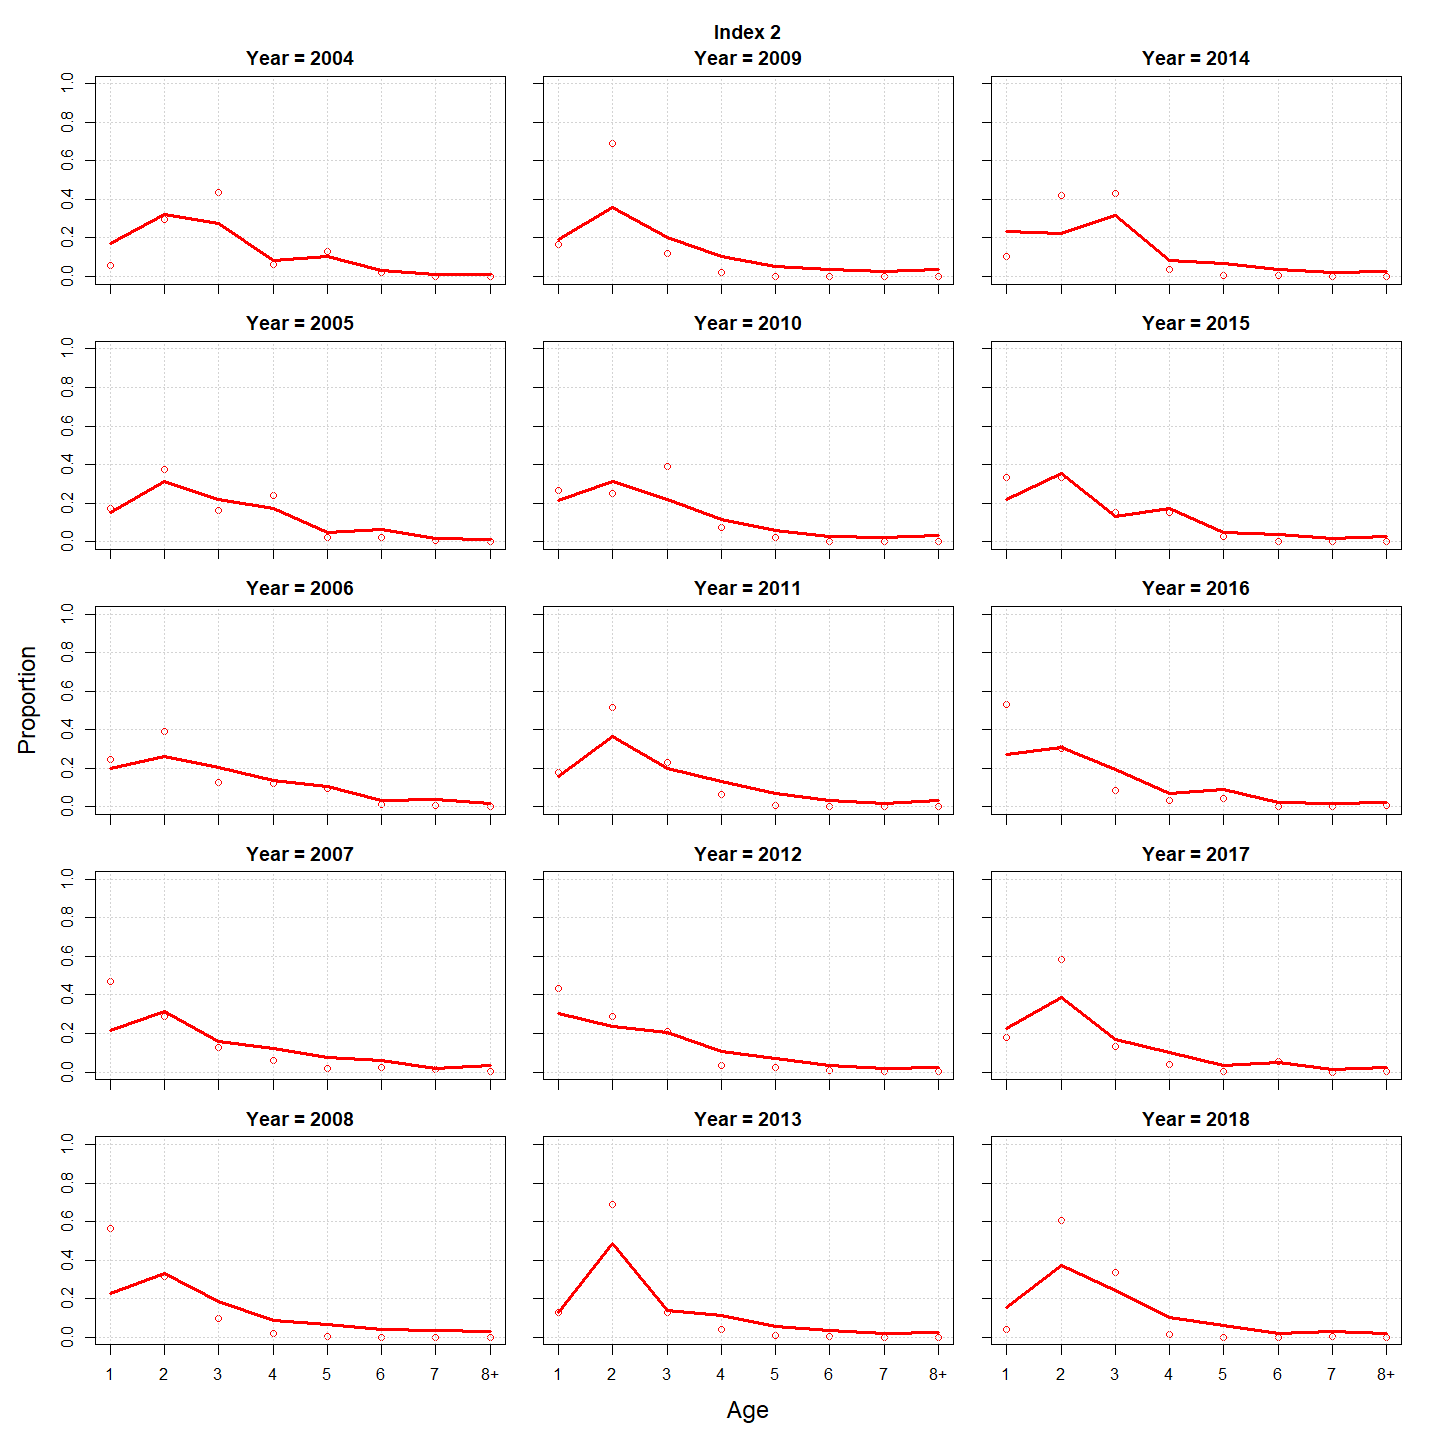 Index 2
Year = 2004 Year = 2009 Year = 2014
0.0 0.2 0.4 0.6 0.8 1.0
Year = 2005 Year = 2010 Year = 2015
0.0 0.2 0.4 0.6 0.8 1.0
Year = 2006 Year = 2011 Year = 2016
0.0 0.2 0.4 0.6 0.8 1.0
Proportion
Year = 2007 Year = 2012 Year = 2017
0.0 0.2 0.4 0.6 0.8 1.0
Year = 2008 Year = 2013 Year = 2018
0.0 0.2 0.4 0.6 0.8 1.0
1 2 3 4 5 6 7 8+ 1 2 3 4 5 6 7 8+ 1 2 3 4 5 6 7 8+
Age